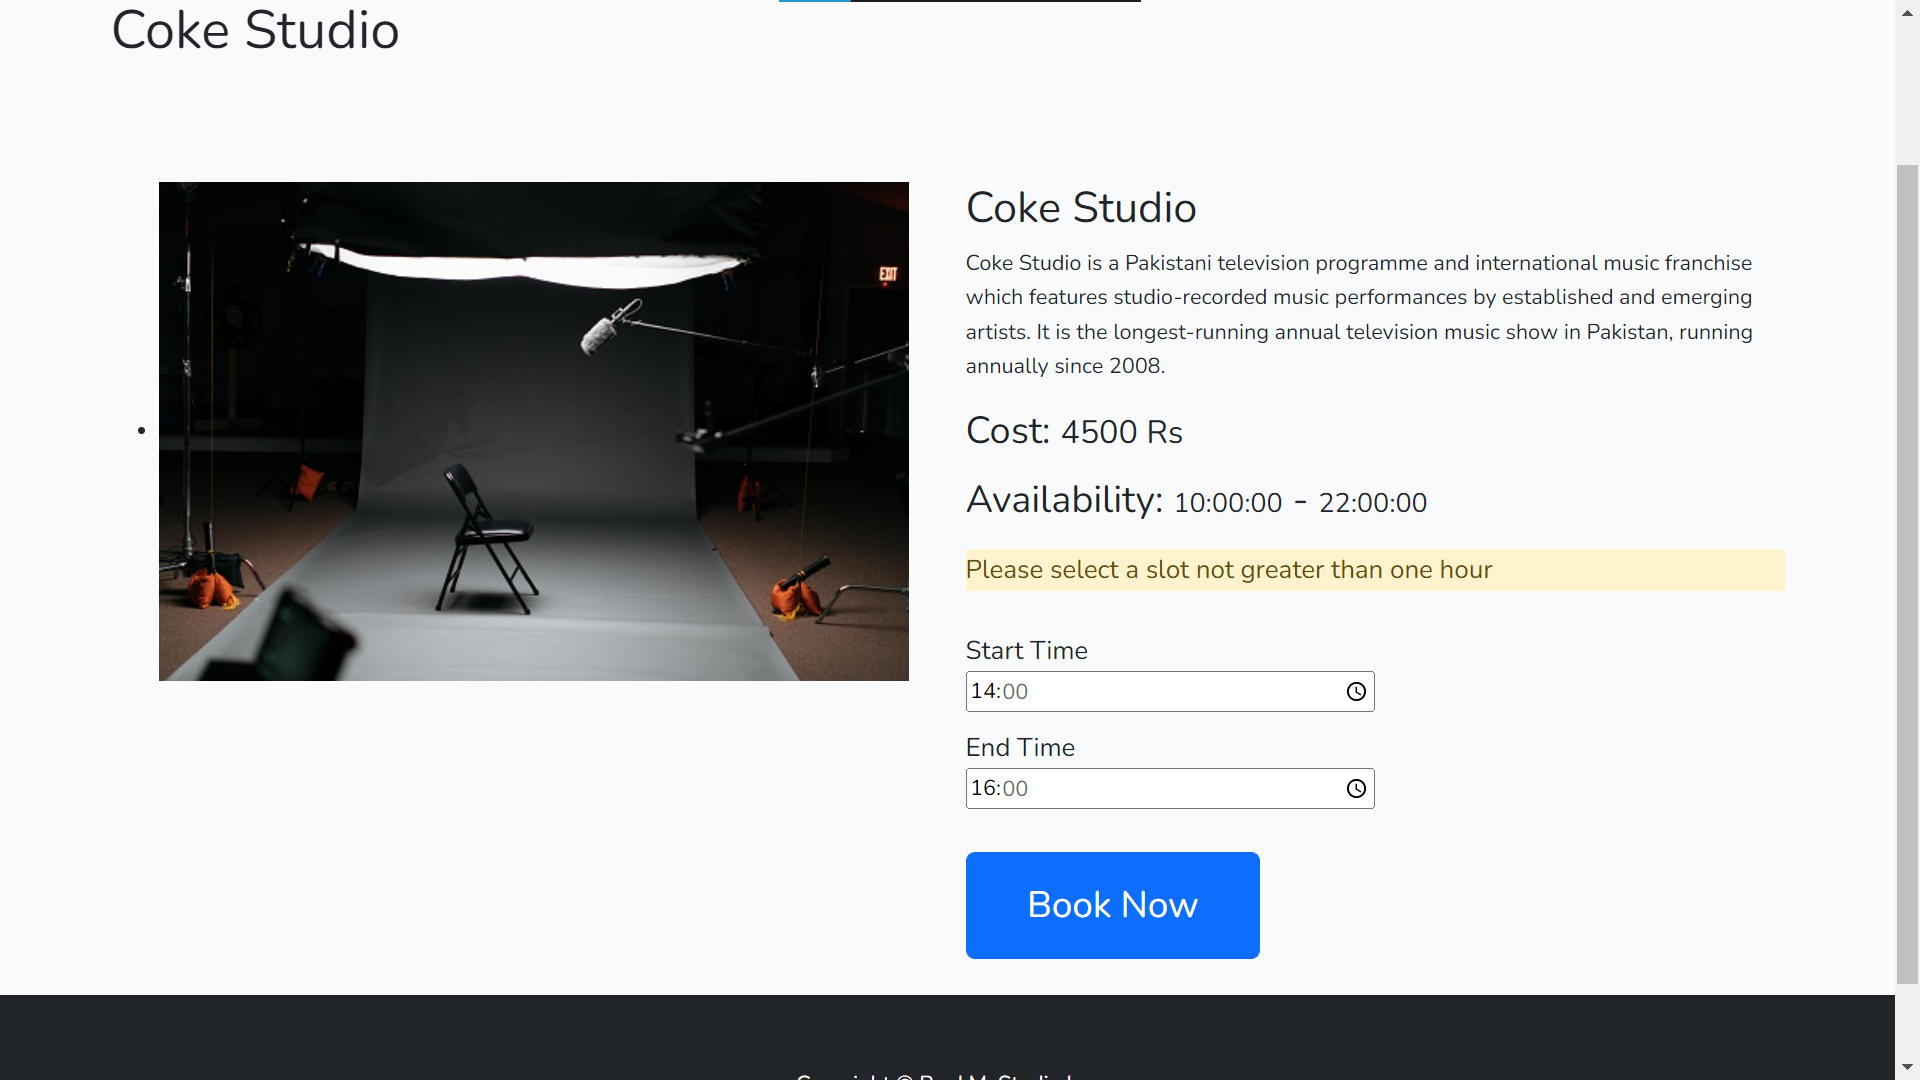 Coke Studio
EXIT
Coke Studio
Coke Studio is a Pakistani television programme and international music franchise
which features studio-recorded music performances by established and emerging
artists. It is the longest-running annual television music show in Pakistan, running
annually since 2008.
Cost: 4500 Rs
Availability: 10:00:00 - 22:00:00
Please select a slot not greater than one hour
Start Time
14:00
End Time
16:00
Book Now
Copyright ©